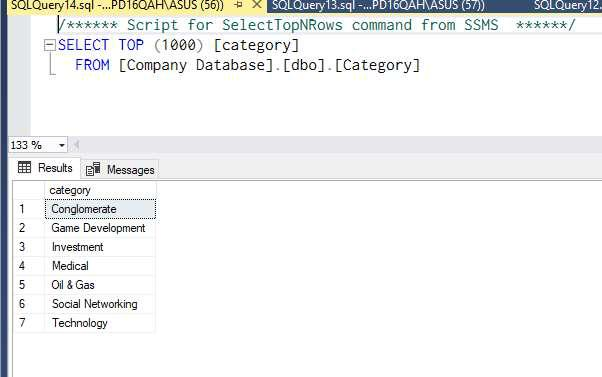 SQLQuery14.sql -...PD16QAH\ASUS (56))
SQLQuery13.sql -...PD16QAH\ASUS (57))
SQLQuery12.
/****** Script for SelectTopNRows command from SSMS  ******/
SELECT TOP (1000) [category]
FROM [Company Database].[dbo].[Category]
133 %
Results
Messages
category
1 Conglomerate
2 Game Development
3 Investment
4 Medical
5 Oil & Gas
6 Social Networking
7 Technology